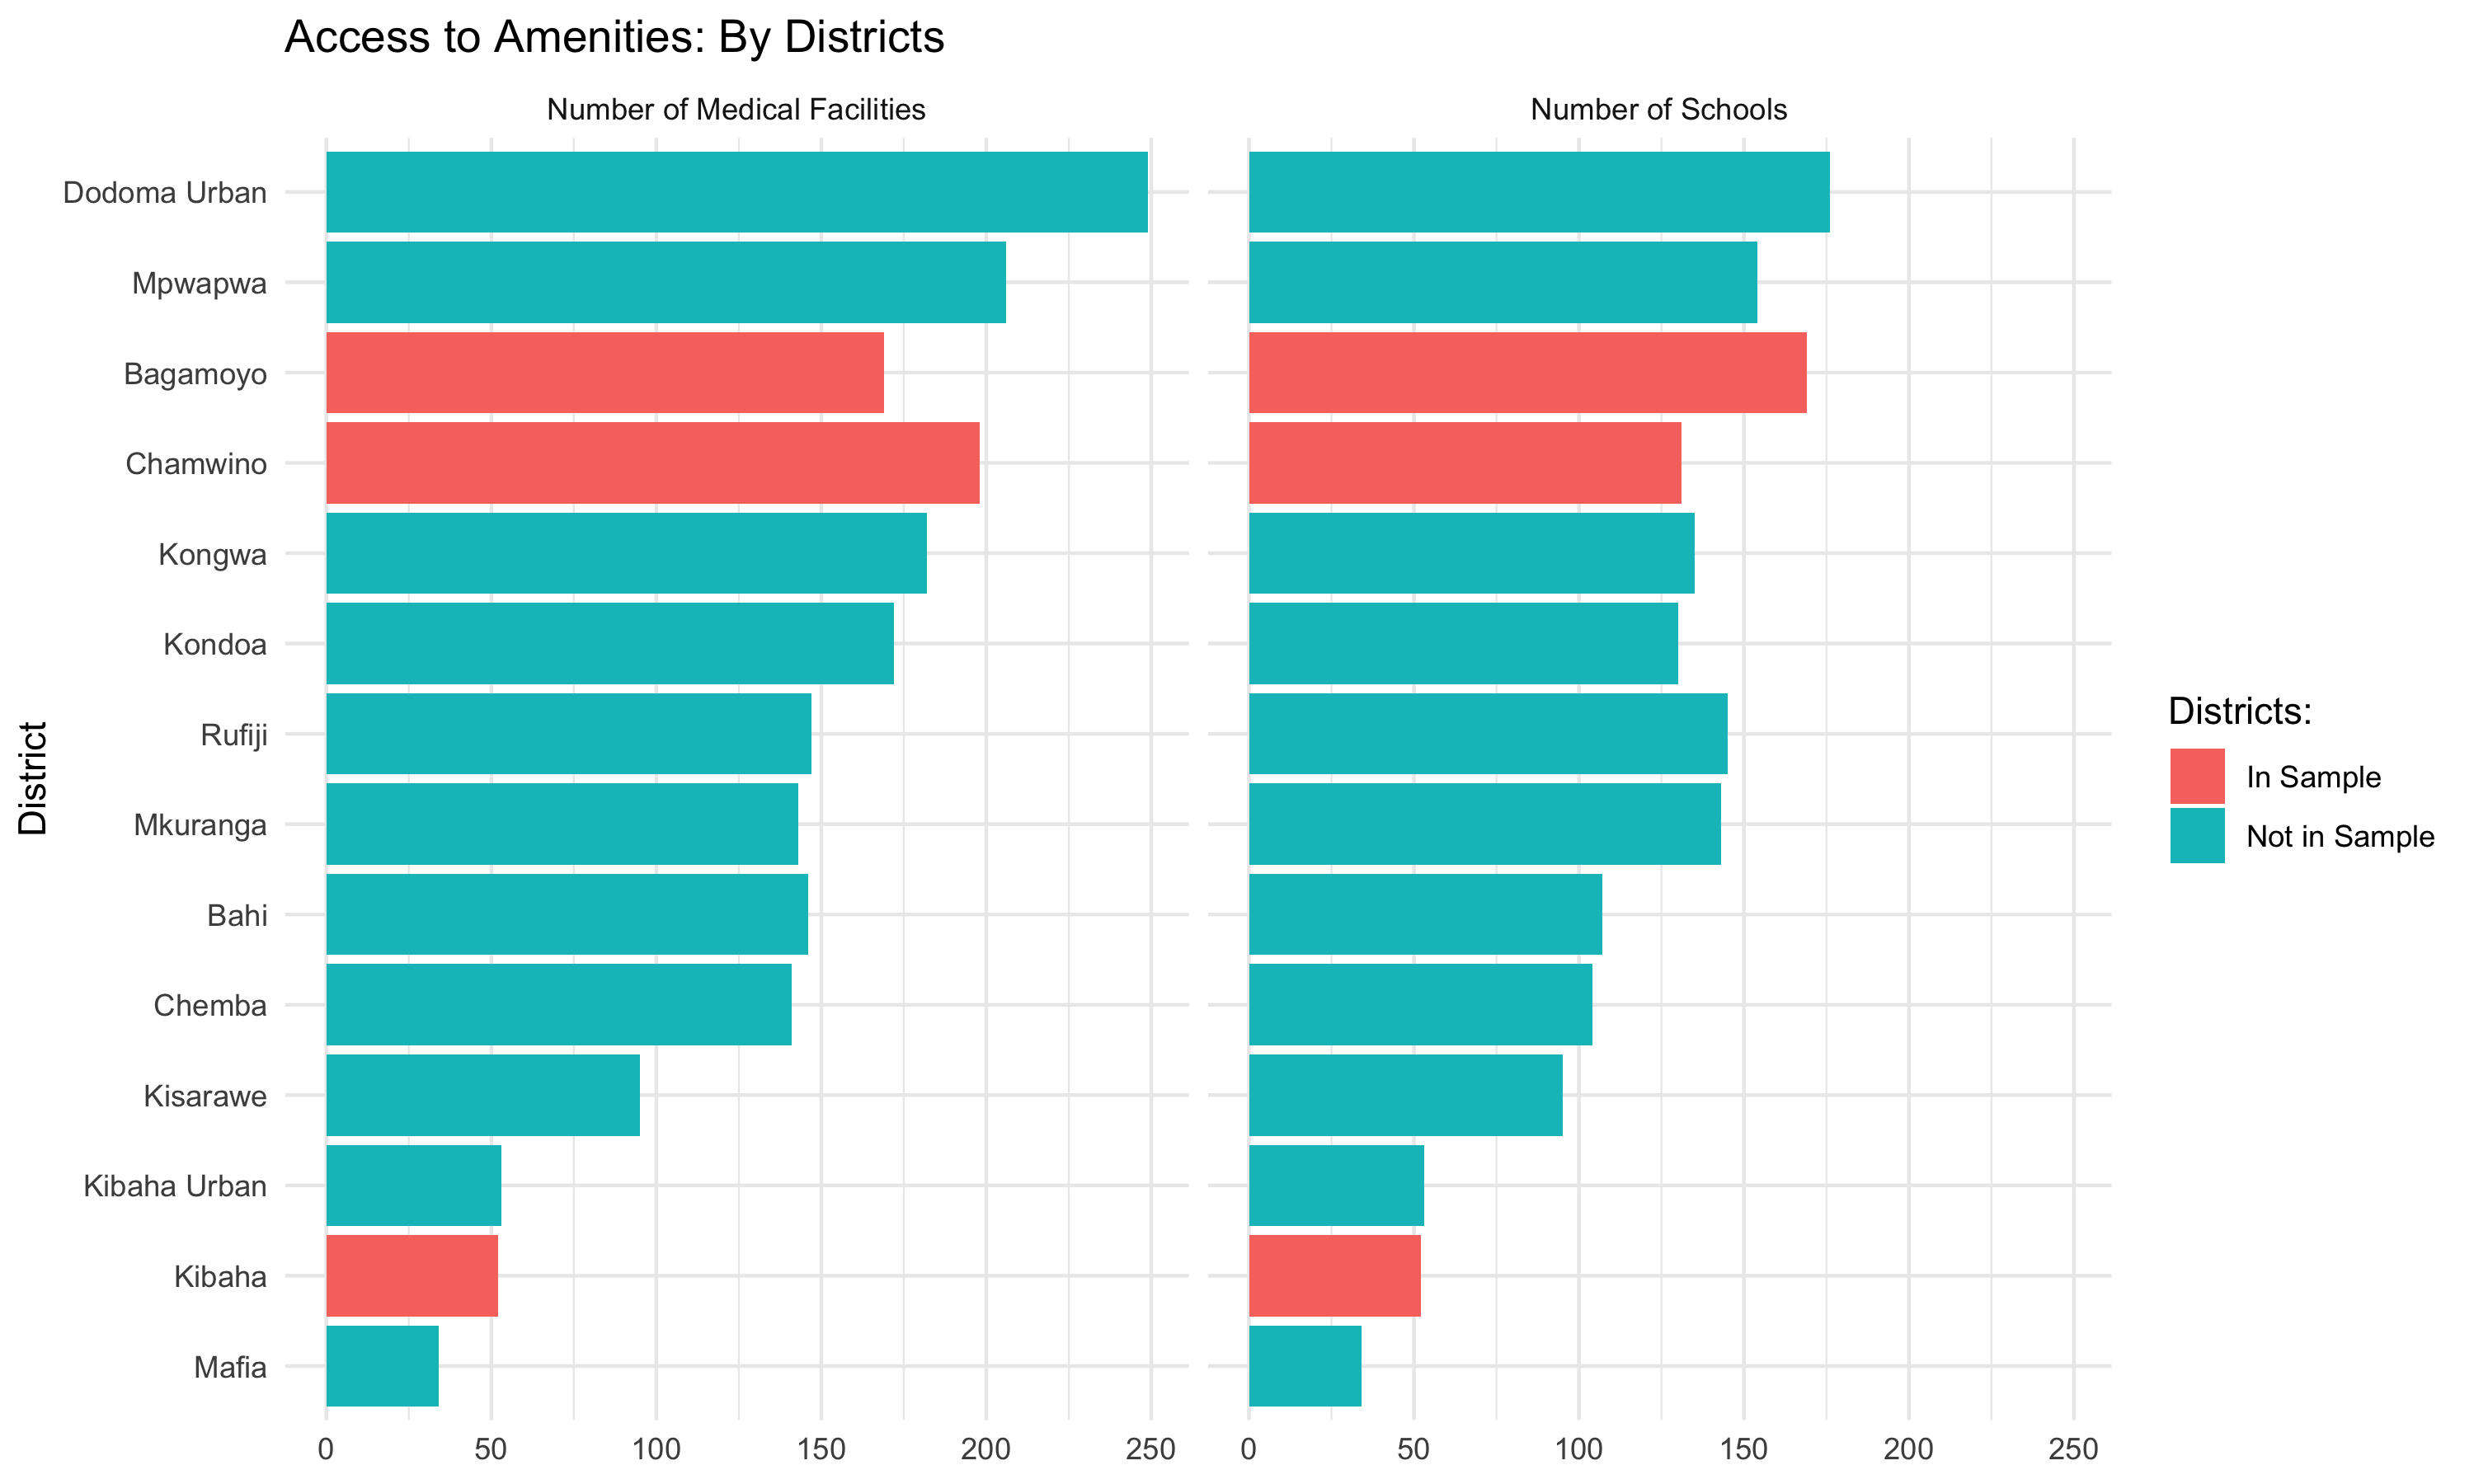 Access to Amenities: By Districts
Number of Medical Facilities
Number of Schools
District
Dodoma Urban
Mpwapwa
Bagamoyo
Chamwino
Kongwa
Kondoa
Rufiji
Mkuranga
Bahi
Chemba
Kisarawe
Kibaha Urban
Kibaha
Mafia
0 50 100 150 200 250
0 50 100 150 200 250
Districts:
In Sample
Not in Sample